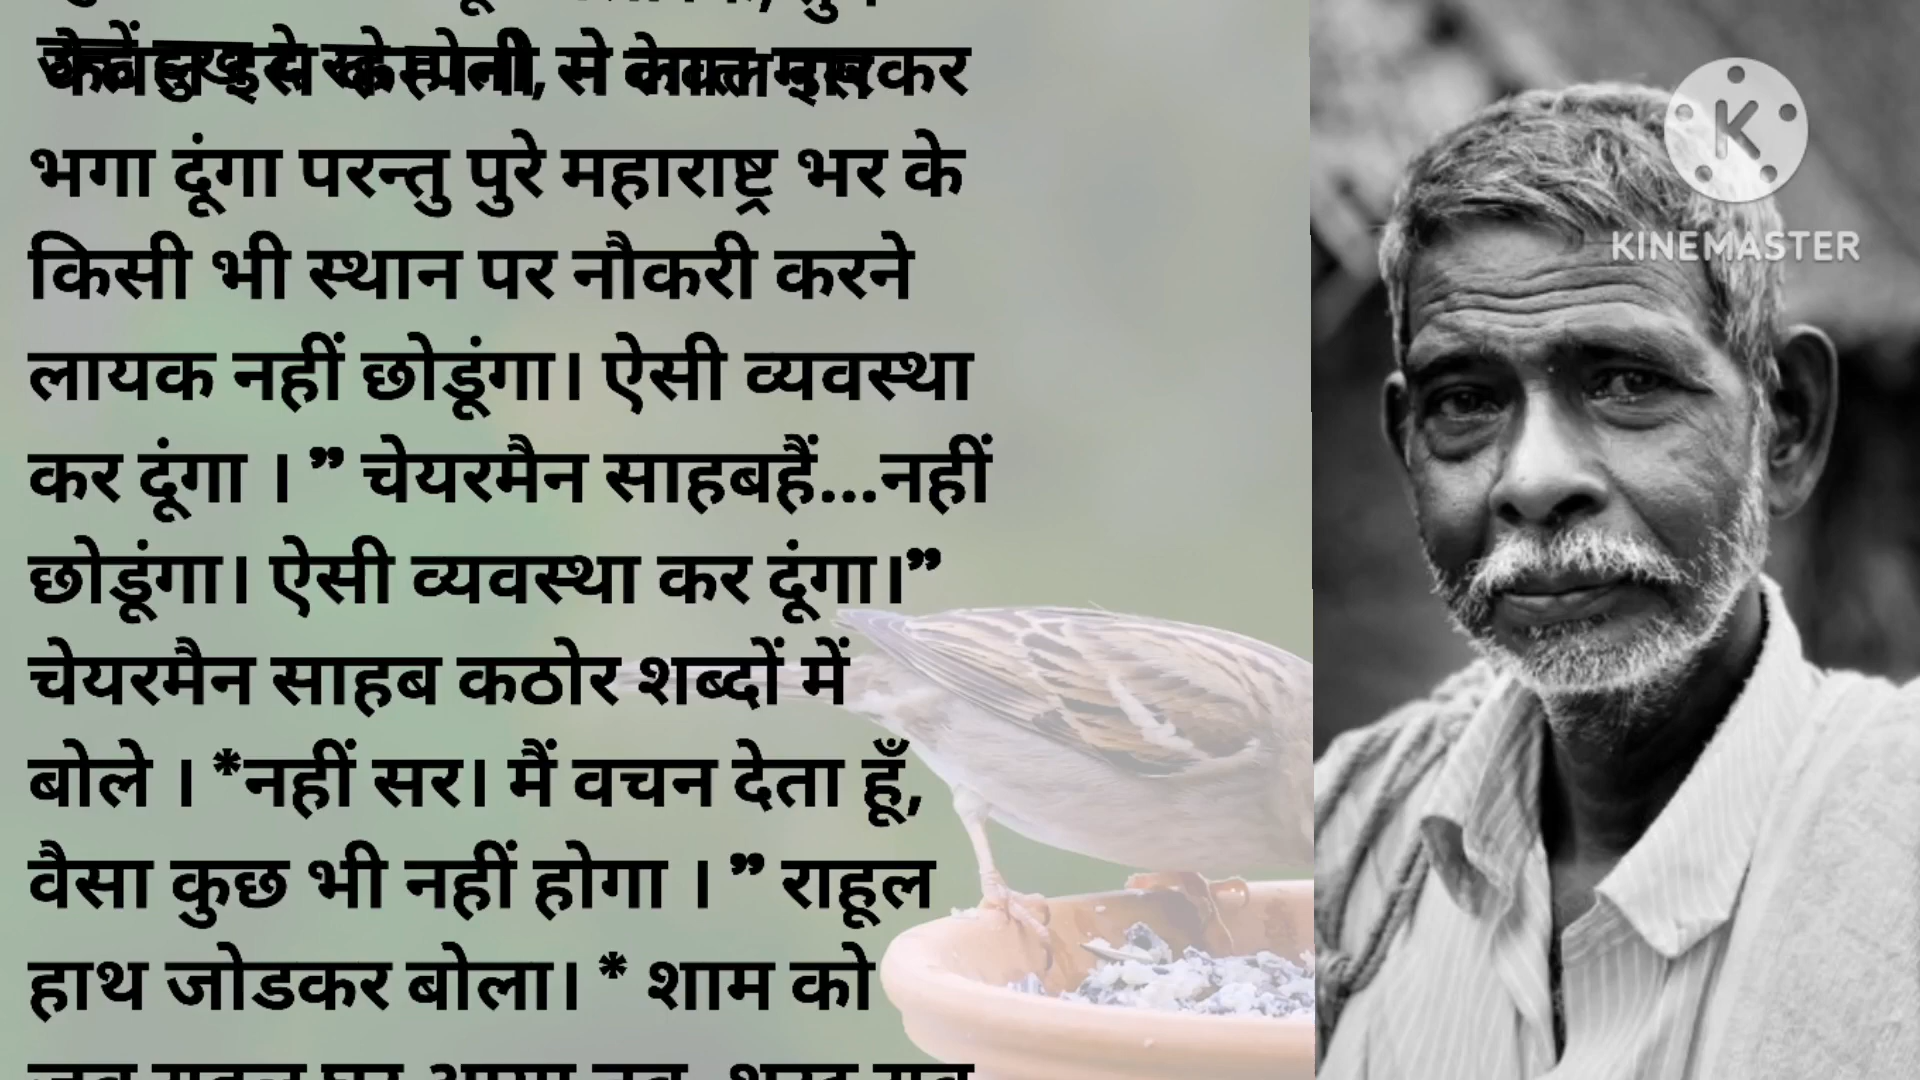 भगा दूंगा परन्तु पुरे महाराष्ट्र भर के
किसी भी स्थान पर नौकरी करने
लायक नहीं छोडूंगा। ऐसी व्यवस्था
कर दूंगा । ” चेयरमैन साहबहैं...नहीं
छोडूंगा। ऐसी व्यवस्था कर दूंगा।”
चेयरमैन साहब कठोर शब्दों में
बोले । *नहीं सर। मैं वचन देता हूँ,
वैसा कुछ भी नहीं होगा । ” राहूल
हाथ जोडकर बोला। * शाम को
K
KINEMASTER